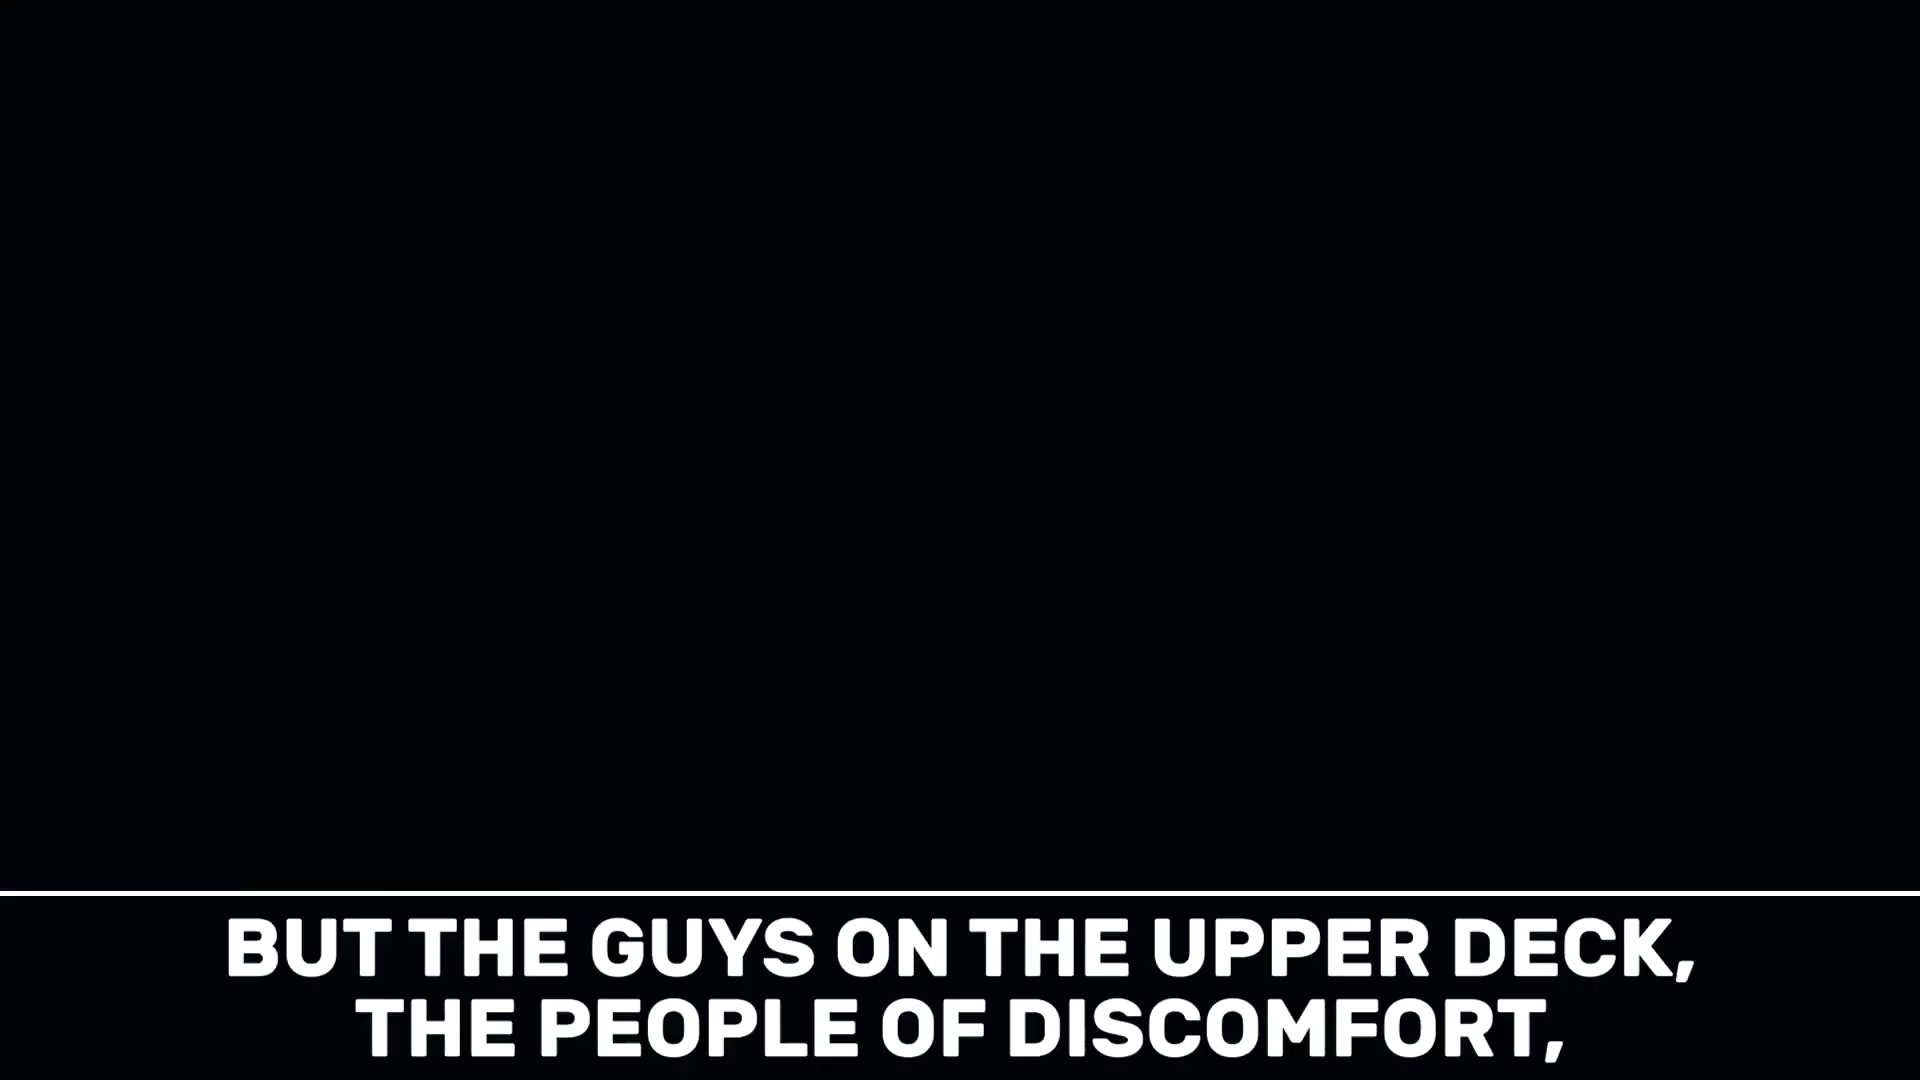 BUT THE GUYS ON THE UPPER DECK,
THE PEOPLE OF DISCOMFORT,